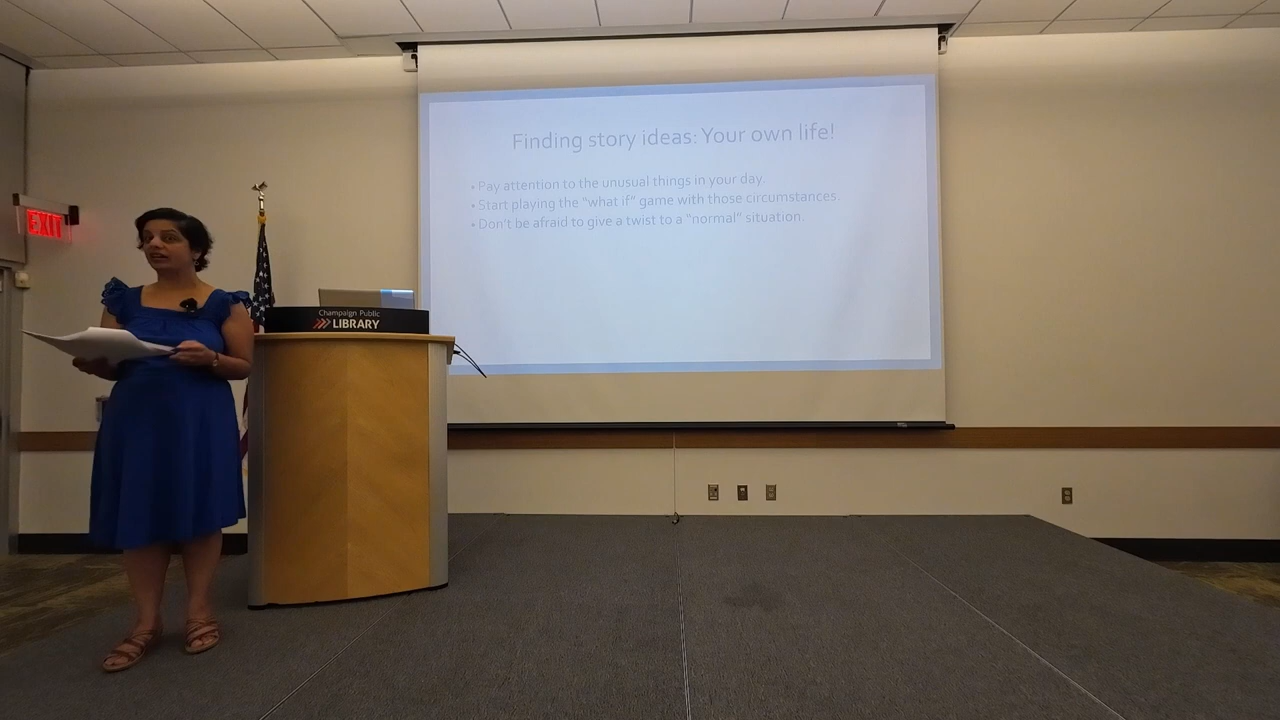 Finding story ideas: Your own life!
• Pay attention to the unusual things in your day.
• Start playing the “what if” game with those circumstances.
• Don't be afraid to give a twist to a “normal” situation.
EXIT
Champaign Public
LIBRARY